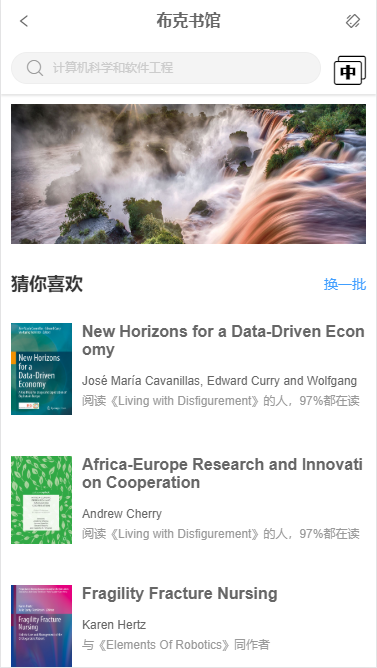 布克书馆
计算机科学和软件工程
中
猜你喜欢
换一批
New Horizons
for a
Data-Driven
Economy
New Horizons for a Data-Driven Econ
omy
José María Cavanillas, Edward Curry and Wolfgang
阅读《Living with Disfigurement》的人，97%都在读
Africa-Europe Research and Innovati
on Cooperation
Andrew Cherry
阅读《Living with Disfigurement》的人，97%都在读
Fragility Fracture
Nursing
Fragility Fracture Nursing
Karen Hertz
与《Elements Of Robotics》同作者